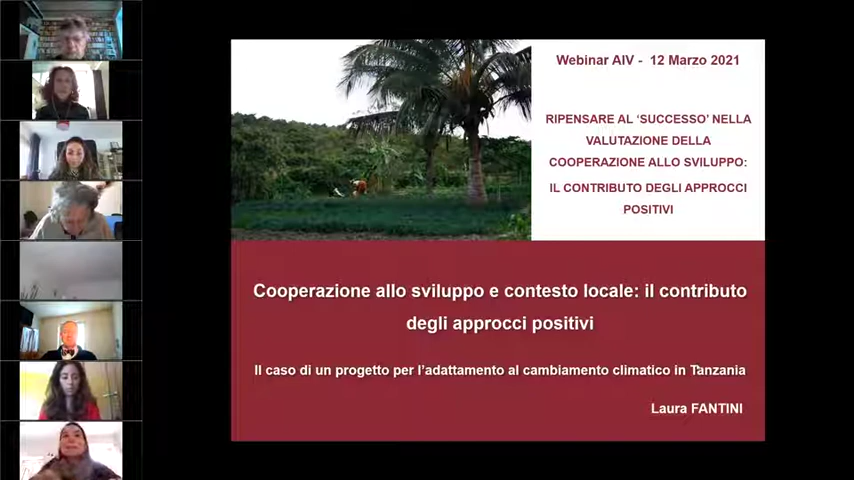 Webinar AIV - 12 Marzo 2021
RIPENSARE AL ‘SUCCESSO’ NELLA
VALUTAZIONE DELLA
COOPERAZIONE ALLO SVILUPPO:
IL CONTRIBUTO DEGLI APPROCCI
POSITIVI
Cooperazione allo sviluppo e contesto locale: il contributo
degli approcci positivi
Il caso di un progetto per l’adattamento al cambiamento climatico in Tanzania
Laura FANTINI